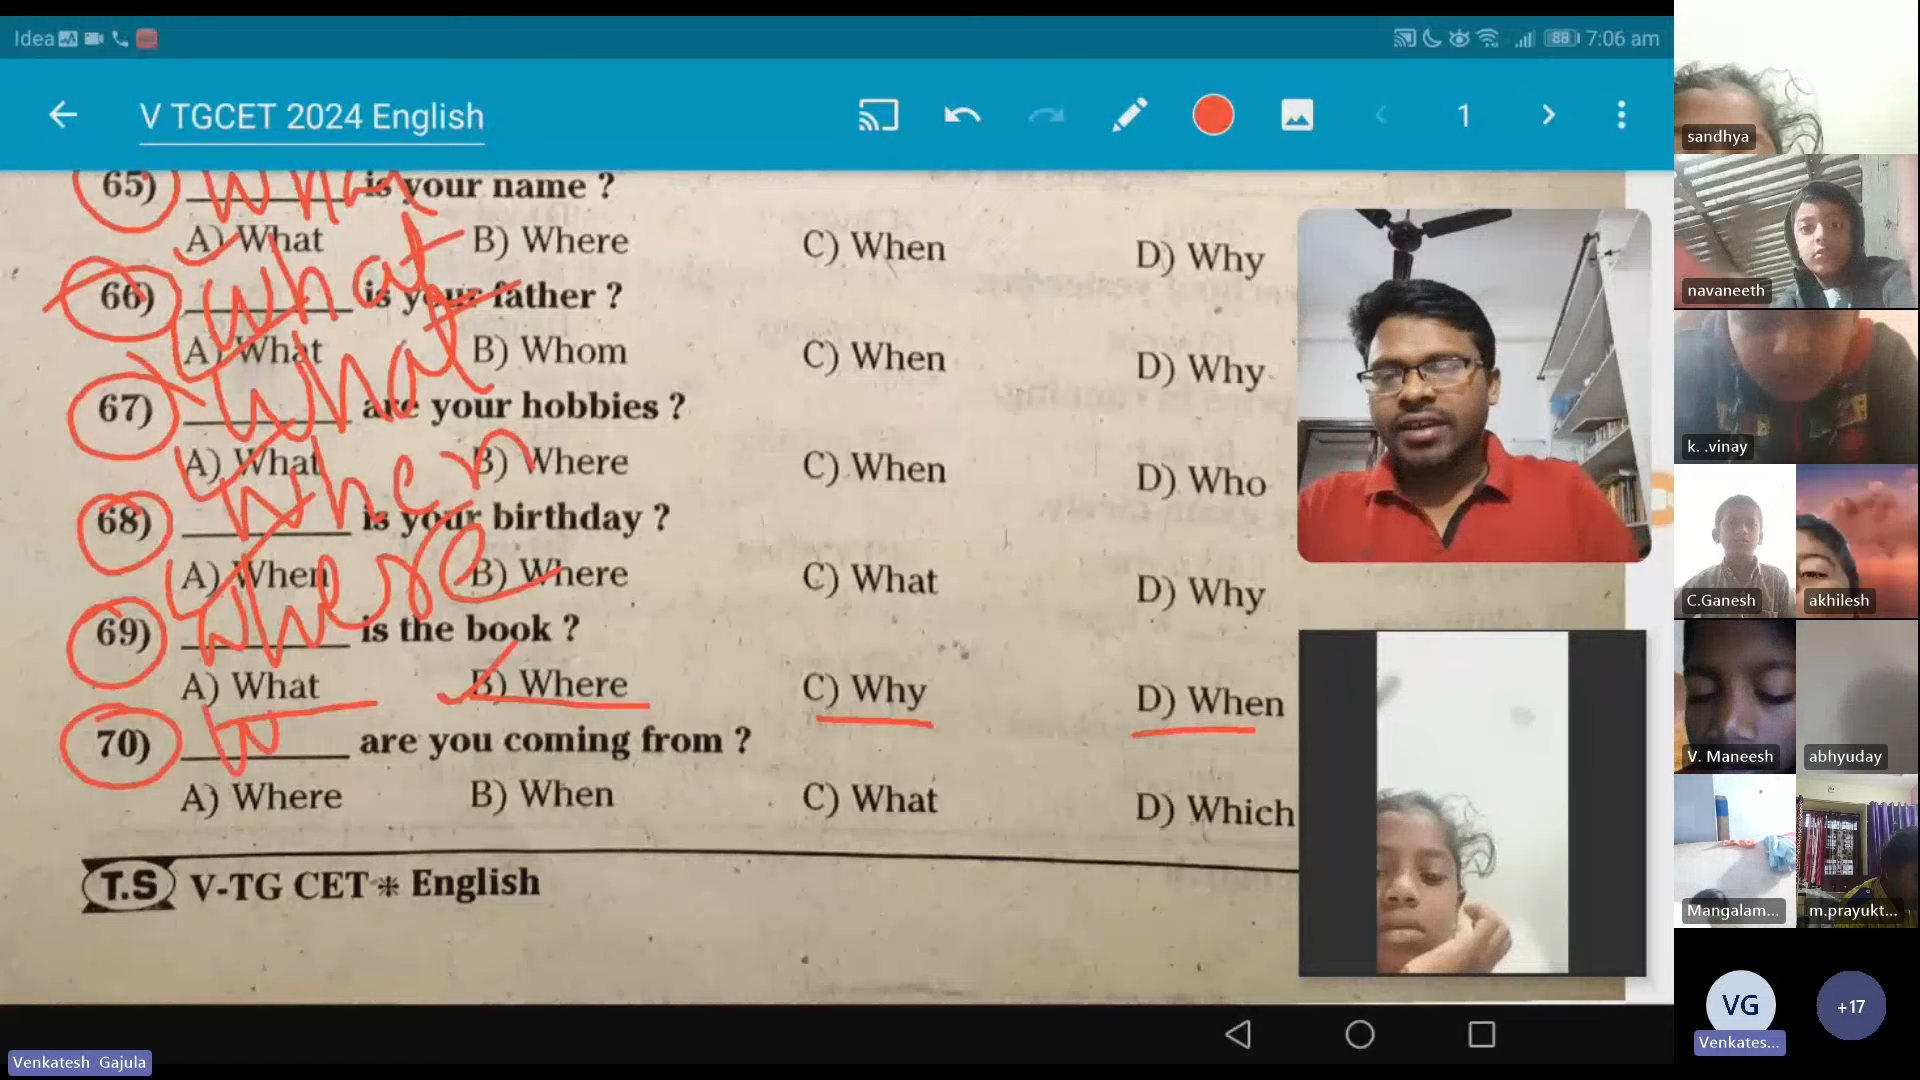 Idea 88 7:06 am
V TGCET 2024 English 1
65) What is your name ?
A) What B) Where C) When D) Why
66) What is your father ?
A) What B) Whom C) When D) Why
67) What are your hobbies ?
A) What B) Where C) When D) Who
68) When is your birthday ?
A) When B) Where C) What D) Why
69) Where is the book ?
A) What B) Where C) Why D) When
70) W are you coming from ?
A) Where B) When C) What D) Which
T.S V-TG CET * English
Venkatesh Gajula
sandhya
navaneeth
k. .vinay
C.Ganesh akhilesh
V. Maneesh abhyuday
Mangalam... m.prayukt...
VG +17
Venkates...